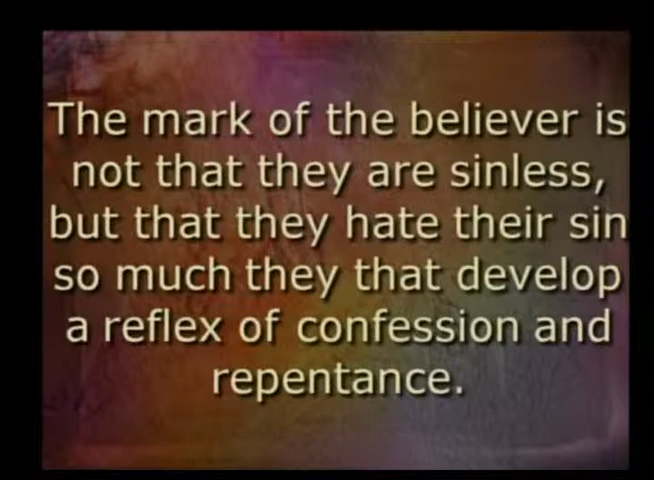 The mark of the believer is
not that they are sinless,
but that they hate their sin
so much they that develop
a reflex of confession and
repentance.